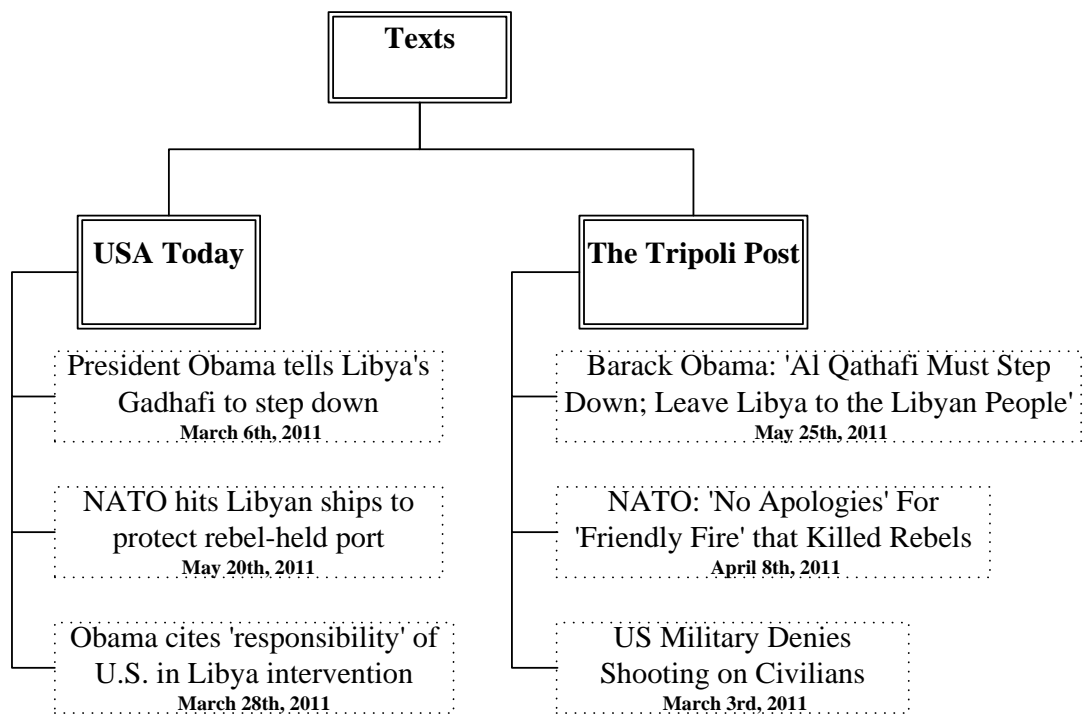 Texts
USA Today
President Obama tells Libya's
Gadhafi to step down
March 6th, 2011
NATO hits Libyan ships to
protect rebel-held port
May 20th, 2011
Obama cites 'responsibility' of
U.S. in Libya intervention
March 28th, 2011
The Tripoli Post
Barack Obama: 'Al Qathafi Must Step
Down; Leave Libya to the Libyan People'
May 25th, 2011
NATO: 'No Apologies' For
'Friendly Fire' that Killed Rebels
April 8th, 2011
US Military Denies
Shooting on Civilians
March 3rd, 2011